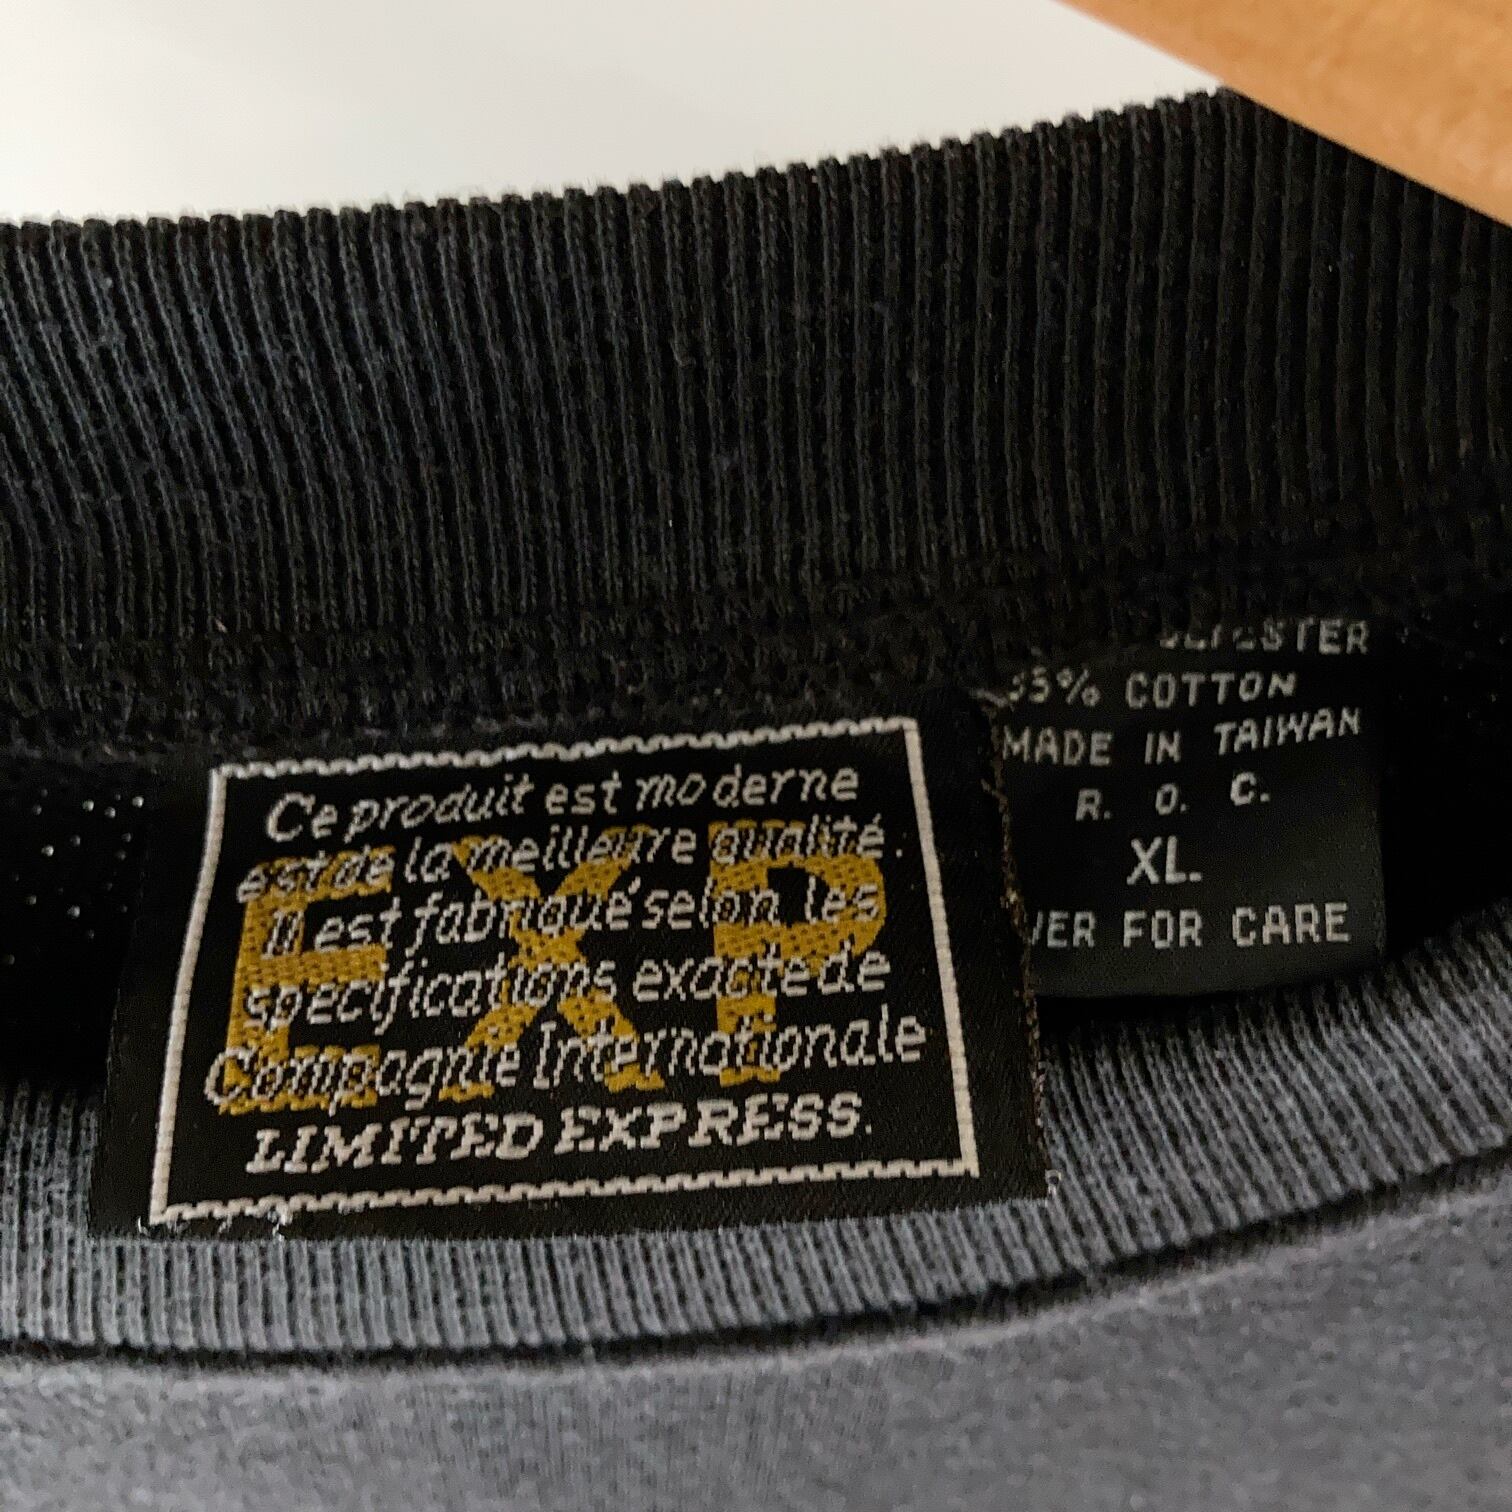 Ce produit est moderne
est de la meilleure qualité.
Il est fabriqué selon les
specifications exacte de
Compagnie Internationale
LIMITED EXPRESS.
EXP
COTTON
MADE IN TAIWAN
R. O. C.
XL.
FOR CARE